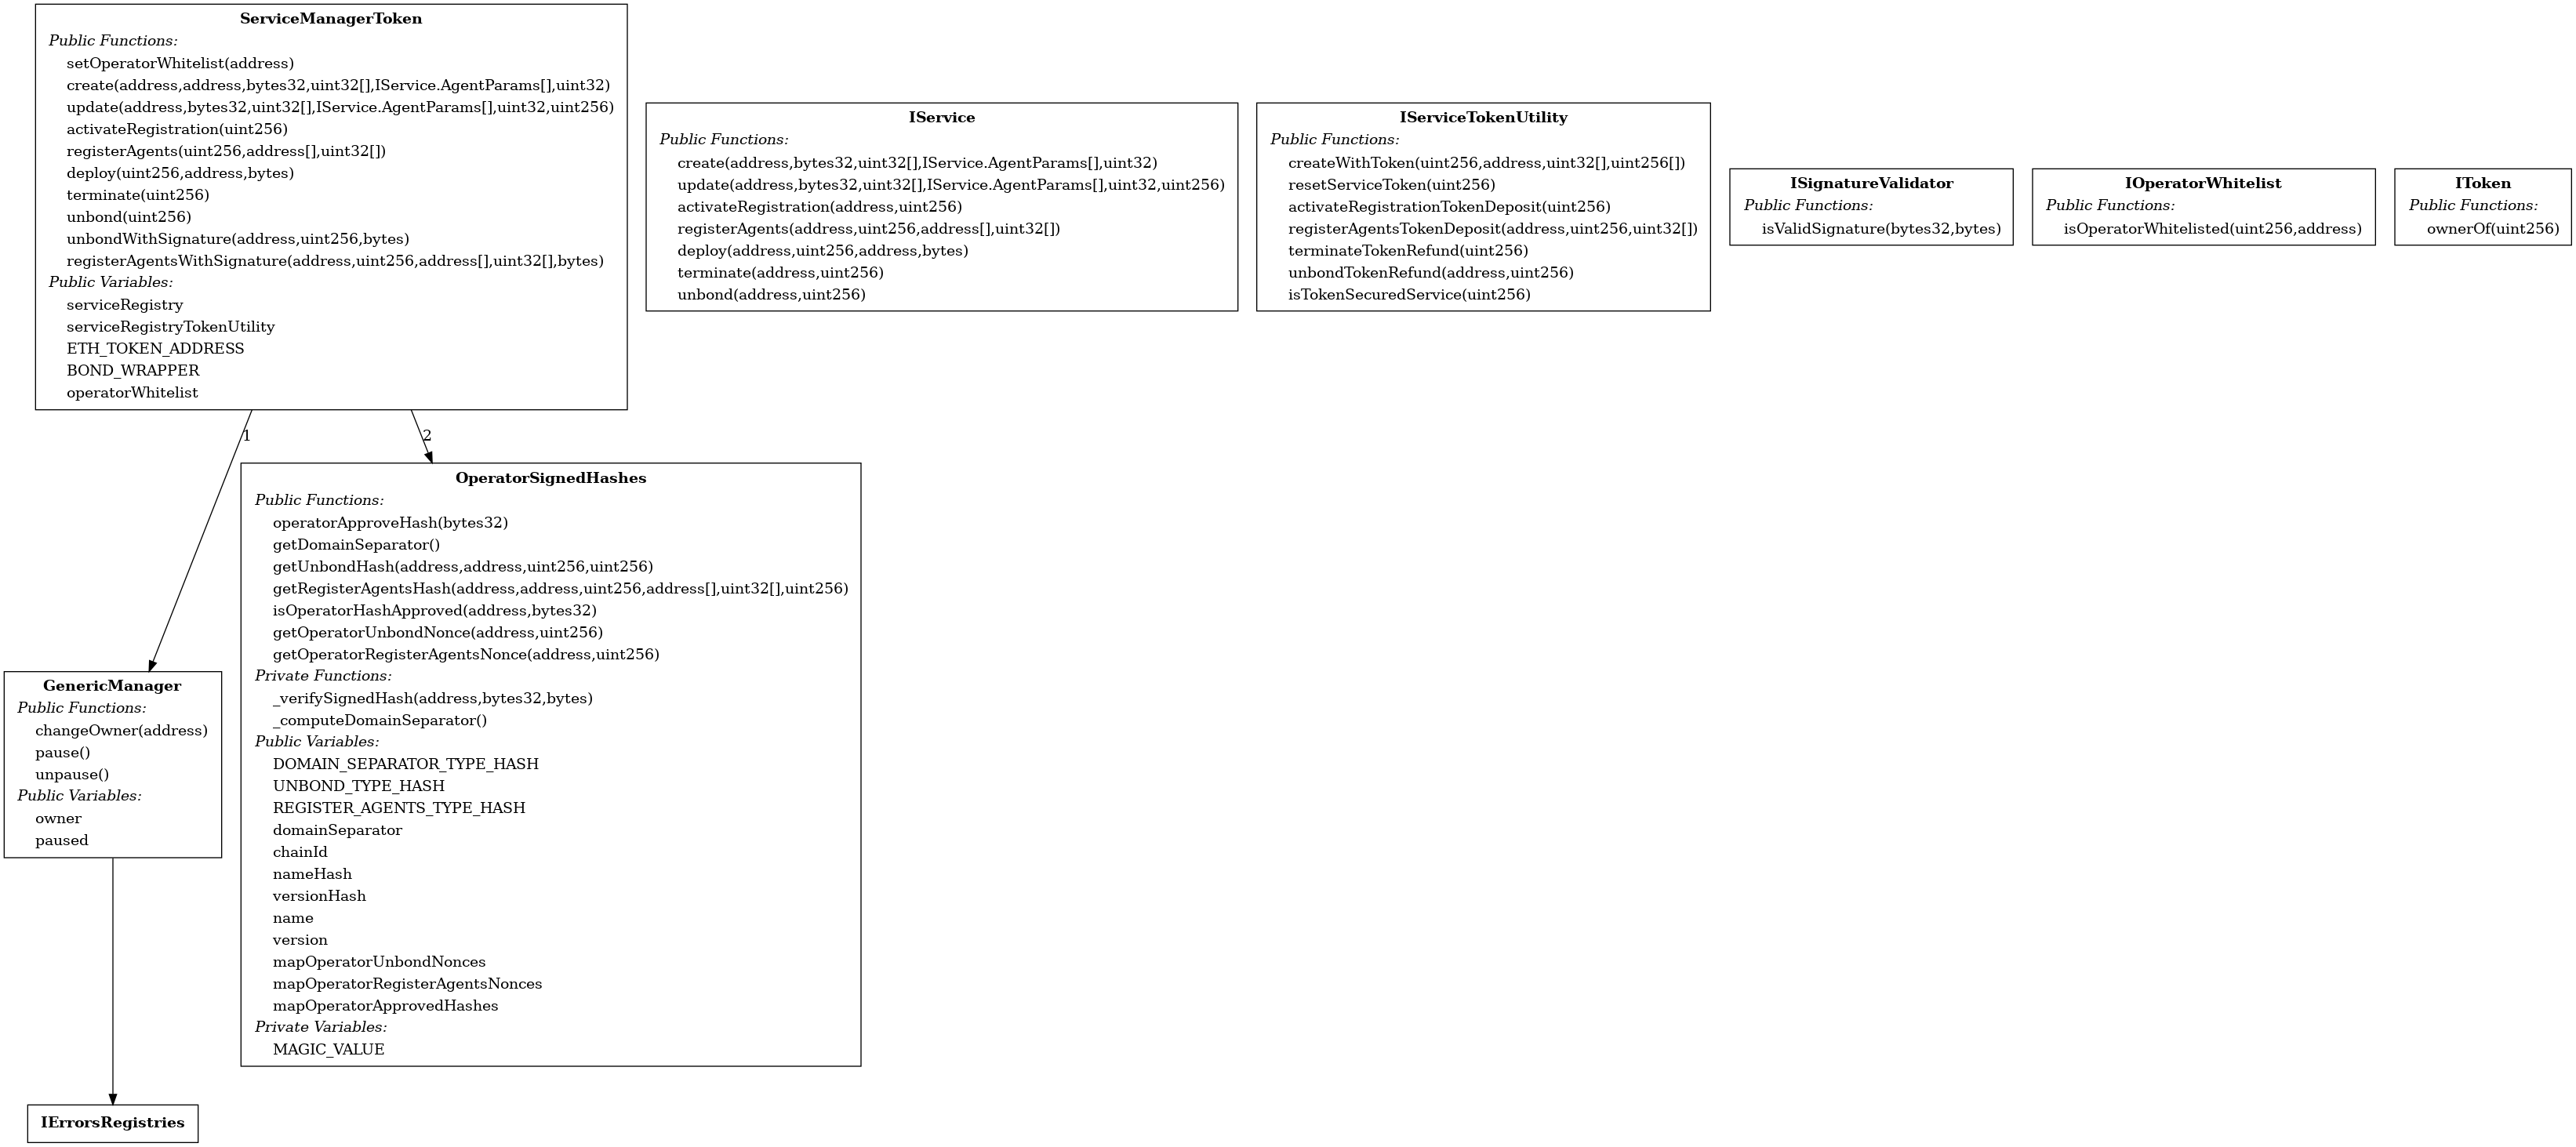 ServiceManagerToken
Public Functions:
setOperatorWhitelist(address)
create(address,address,bytes32,uint32[],IService.AgentParams[],uint32)
update(address,bytes32,uint32[],IService.AgentParams[],uint32,uint256)
activateRegistration(uint256)
registerAgents(uint256,address[],uint32[])
deploy(uint256,address,bytes)
terminate(uint256)
unbond(uint256)
unbondWithSignature(address,uint256,bytes)
registerAgentsWithSignature(address,uint256,address[],uint32[],bytes)
Public Variables:
serviceRegistry
serviceRegistryTokenUtility
ETH_TOKEN_ADDRESS
BOND_WRAPPER
operatorWhitelist
IService
Public Functions:
create(address,bytes32,uint32[],IService.AgentParams[],uint32)
update(address,bytes32,uint32[],IService.AgentParams[],uint32,uint256)
activateRegistration(address,uint256)
registerAgents(address,uint256,address[],uint32[])
deploy(address,uint256,address,bytes)
terminate(address,uint256)
unbond(address,uint256)
IServiceTokenUtility
Public Functions:
createWithToken(uint256,address,uint32[],uint256[])
resetServiceToken(uint256)
activateRegistrationTokenDeposit(uint256)
registerAgentsTokenDeposit(address,uint256,uint32[])
terminateTokenRefund(uint256)
unbondTokenRefund(address,uint256)
isTokenSecuredService(uint256)
ISignatureValidator
Public Functions:
isValidSignature(bytes32,bytes)
IOperatorWhitelist
Public Functions:
isOperatorWhitelisted(uint256,address)
IToken
Public Functions:
ownerOf(uint256)
1
2
OperatorSignedHashes
Public Functions:
operatorApproveHash(bytes32)
getDomainSeparator()
getUnbondHash(address,address,uint256,uint256)
getRegisterAgentsHash(address,address,uint256,address[],uint32[],uint256)
isOperatorHashApproved(address,bytes32)
getOperatorUnbondNonce(address,uint256)
getOperatorRegisterAgentsNonce(address,uint256)
Private Functions:
_verifySignedHash(address,bytes32,bytes)
_computeDomainSeparator()
Public Variables:
DOMAIN_SEPARATOR_TYPE_HASH
UNBOND_TYPE_HASH
REGISTER_AGENTS_TYPE_HASH
domainSeparator
chainId
nameHash
versionHash
name
version
mapOperatorUnbondNonces
mapOperatorRegisterAgentsNonces
mapOperatorApprovedHashes
Private Variables:
MAGIC_VALUE
GenericManager
Public Functions:
changeOwner(address)
pause()
unpause()
Public Variables:
owner
paused
IErrorsRegistries